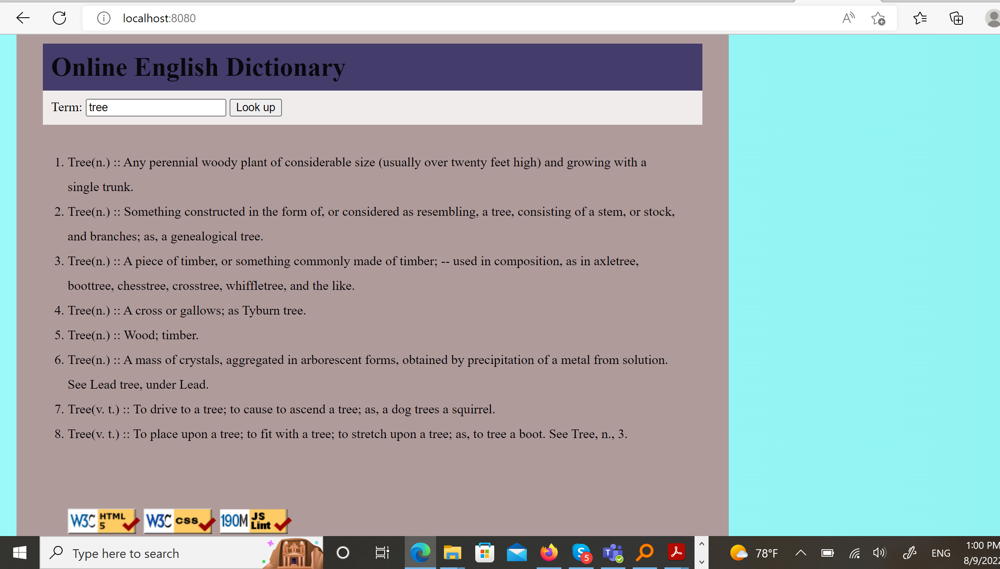 localhost:8080
Online English Dictionary
Term: tree Look up
1. Tree(n.) :: Any perennial woody plant of considerable size (usually over twenty feet high) and growing with a
single trunk.
2. Tree(n.) :: Something constructed in the form of, or considered as resembling, a tree, consisting of a stem, or stock,
and branches; as, a genealogical tree.
3. Tree(n.) :: A piece of timber, or something commonly made of timber; -- used in composition, as in axletree,
boottree, chesstree, crosstree, whiffletree, and the like.
4. Tree(n.) :: A cross or gallows; as Tyburn tree.
5. Tree(n.) :: Wood; timber.
6. Tree(n.) :: A mass of crystals, aggregated in arborescent forms, obtained by precipitation of a metal from solution.
See Lead tree, under Lead.
7. Tree(v. t.) :: To drive to a tree; to cause to ascend a tree; as, a dog trees a squirrel.
8. Tree(v. t.) :: To place upon a tree; to fit with a tree; to stretch upon a tree; as, to tree a boot. See Tree, n., 3.
W3C HTML 5 W3C css 190M JS Lint
Type here to search
S 5
T
78°F
ENG
1:00 PM
8/9/202